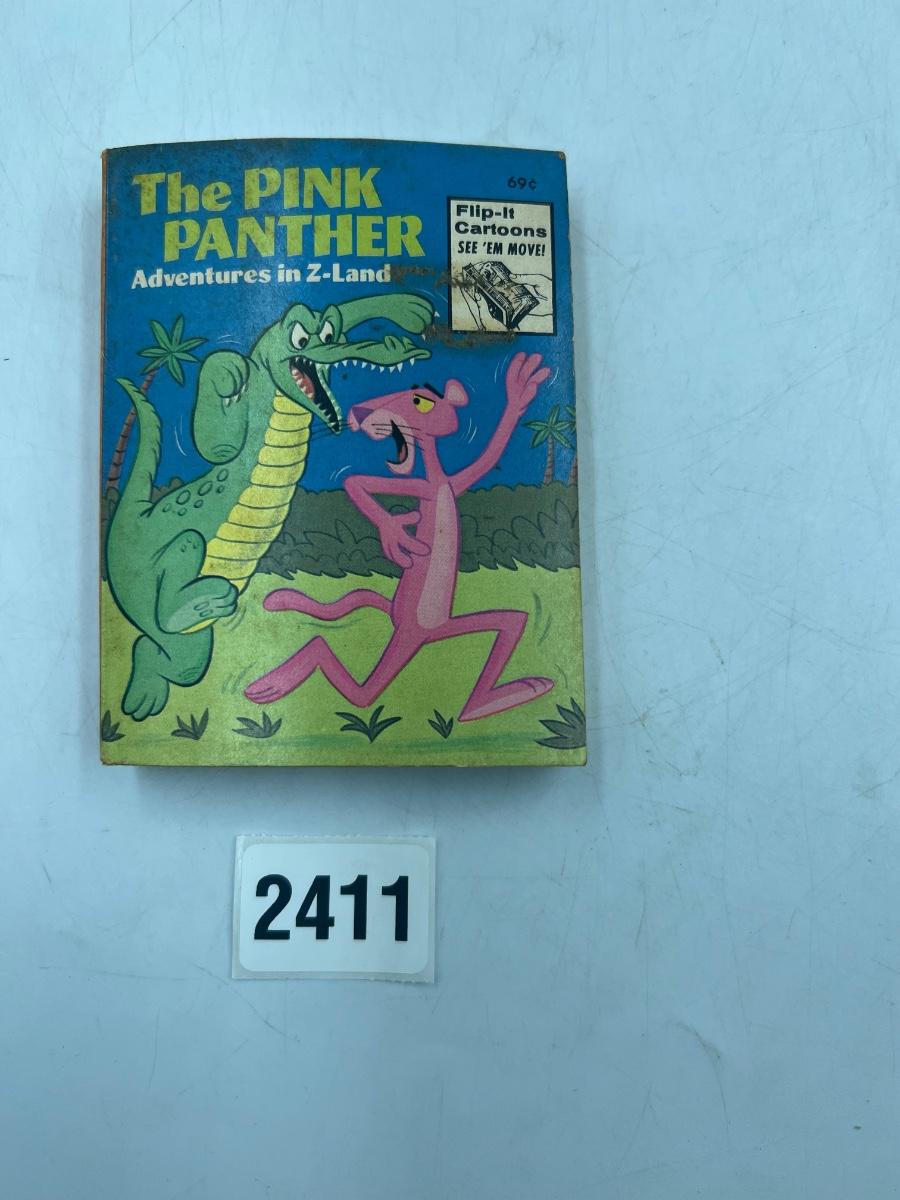 The PINK
PANTHER
Adventures in Z-Land
69¢
Flip-It
Cartoons
SEE 'EM MOVE!
2411